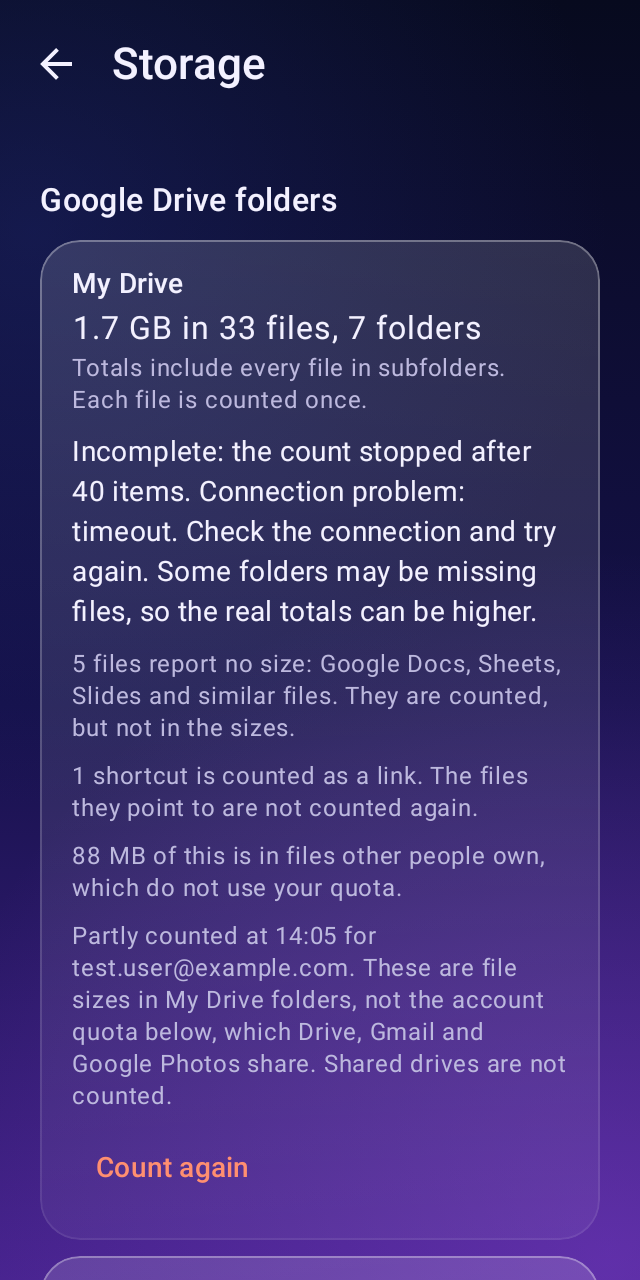 Storage
Google Drive folders
My Drive
1.7 GB in 33 files, 7 folders
Totals include every file in subfolders.
Each file is counted once.
Incomplete: the count stopped after
40 items. Connection problem:
timeout. Check the connection and try
again. Some folders may be missing
files, so the real totals can be higher.
5 files report no size: Google Docs, Sheets,
Slides and similar files. They are counted,
but not in the sizes.
1 shortcut is counted as a link. The files
they point to are not counted again.
88 MB of this is in files other people own,
which do not use your quota.
Partly counted at 14:05 for
test.user@example.com. These are file
sizes in My Drive folders, not the account
quota below, which Drive, Gmail and
Google Photos share. Shared drives are not
counted.
Count again